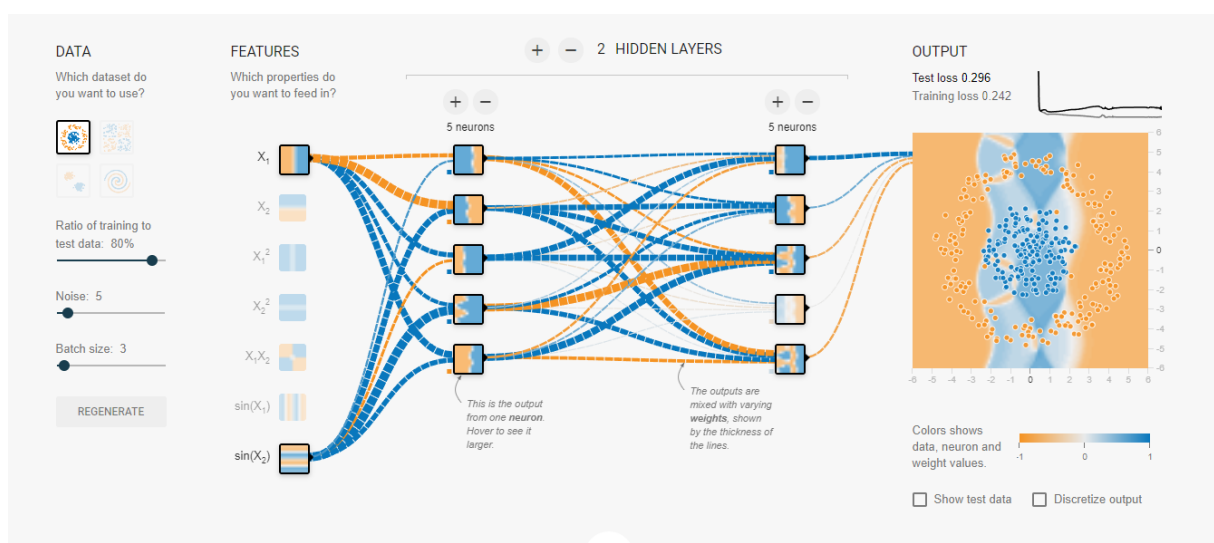 DATA
Which dataset do
you want to use?
Ratio of training to
test data: 80%
Noise: 5
Batch size: 3
REGENERATE
FEATURES
Which properties do
you want to feed in?
X1
X2
X1²
X2²
X1X2
sin(X1)
sin(X2)
+ − 2 HIDDEN LAYERS
+ −
5 neurons
+ −
5 neurons
This is the output
from one neuron.
Hover to see it
larger.
The outputs are
mixed with varying
weights, shown
by the thickness of
the lines.
OUTPUT
Test loss 0.296
Training loss 0.242
6
5
4
3
2
1
0
-1
-2
-3
-4
-5
-6
-6 -5 -4 -3 -2 -1 0 1 2 3 4 5 6
Colors shows
data, neuron and
weight values.
-1 0 1
Show test data
Discretize output